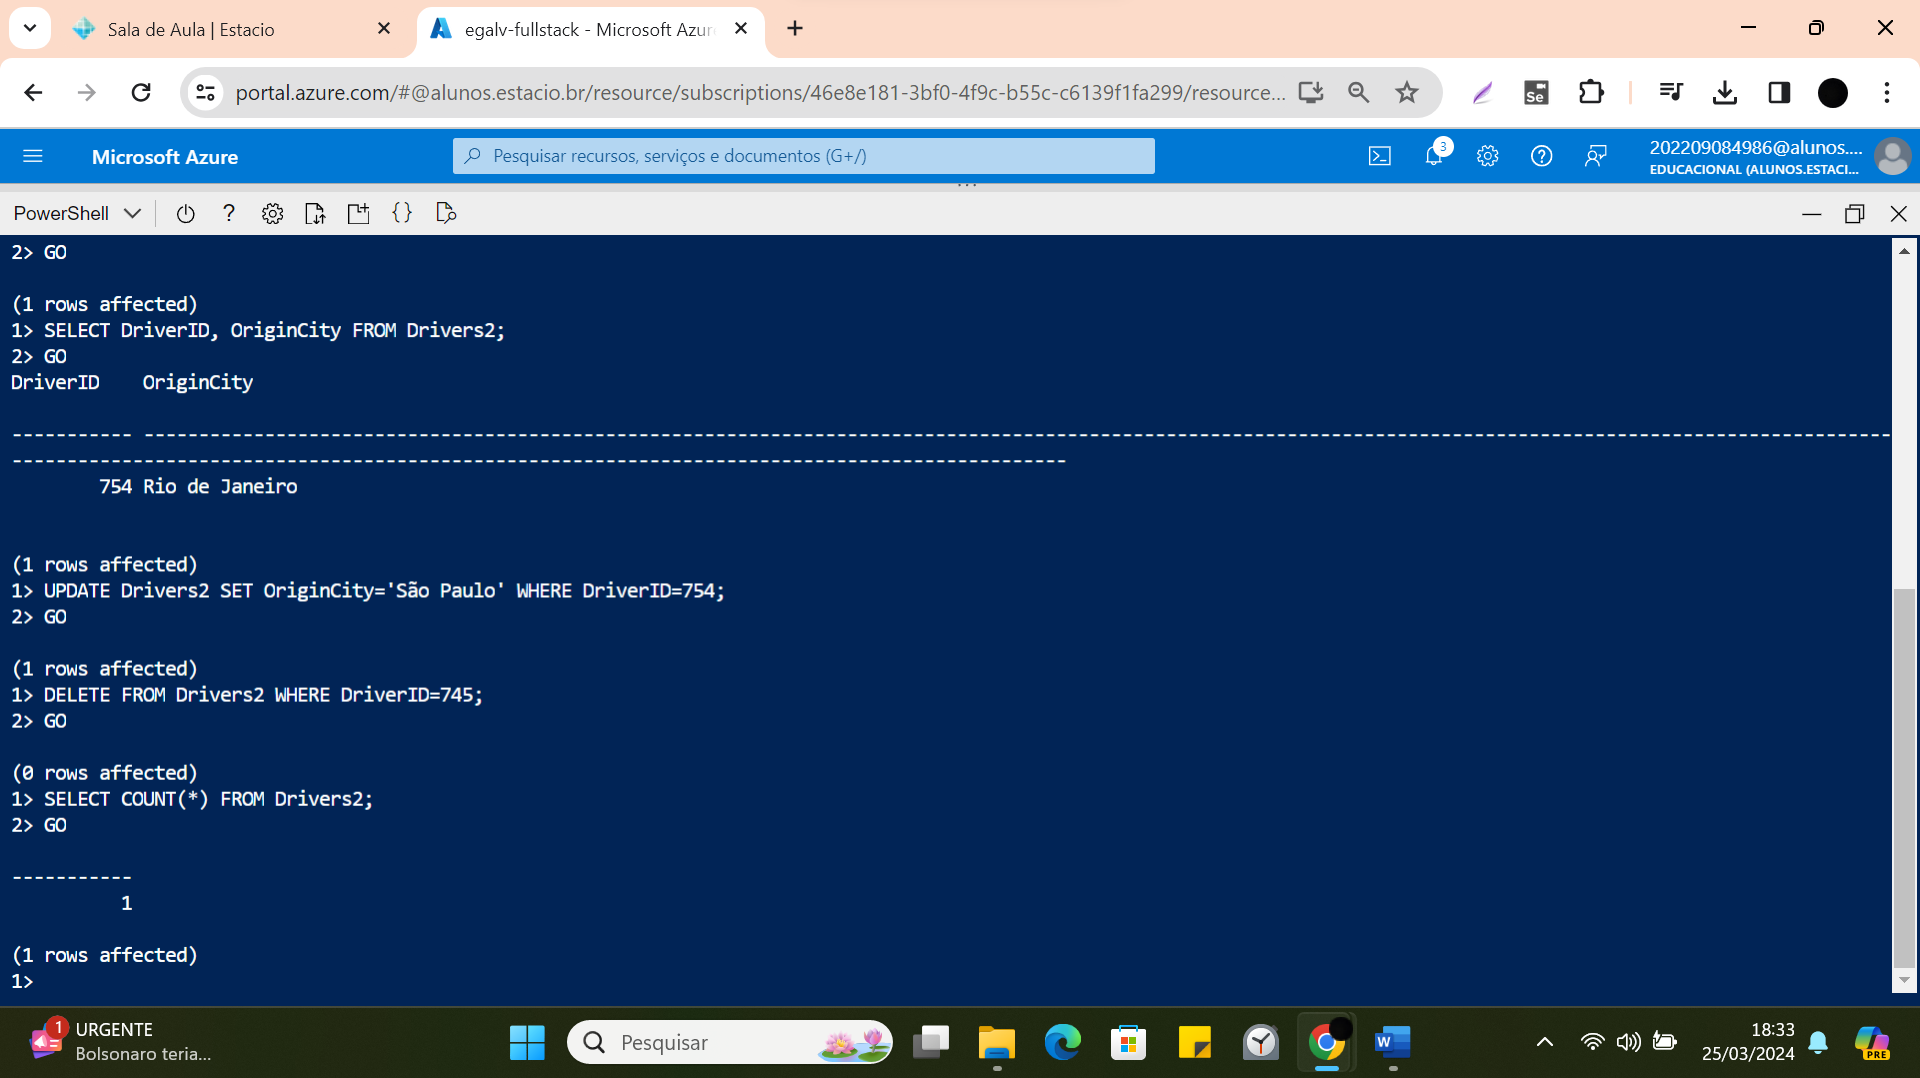 Sala de Aula | Estacio
egalv-fullstack - Microsoft Azur
portal.azure.com/#@alunos.estacio.br/resource/subscriptions/46e8e181-3bf0-4f9c-b55c-c6139f1fa299/resource...
Se
Microsoft Azure
Pesquisar recursos, serviços e documentos (G+/)
3
202209084986@alunos....
EDUCACIONAL (ALUNOS.ESTACI...
PowerShell
2> GO
(1 rows affected)
1> SELECT DriverID, OriginCity FROM Drivers2;
2> GO
DriverID    OriginCity
----------- ----------------------------------------------------------------------------------------------------------------------------------------------------------------
------------------------------------------------------------------------------------------------
754 Rio de Janeiro
(1 rows affected)
1> UPDATE Drivers2 SET OriginCity='São Paulo' WHERE DriverID=754;
2> GO
(1 rows affected)
1> DELETE FROM Drivers2 WHERE DriverID=745;
2> GO
(0 rows affected)
1> SELECT COUNT(*) FROM Drivers2;
2> GO
-----------
1
(1 rows affected)
1>
1
URGENTE
Bolsonaro teria...
Pesquisar
W
18:33
25/03/2024
PRE